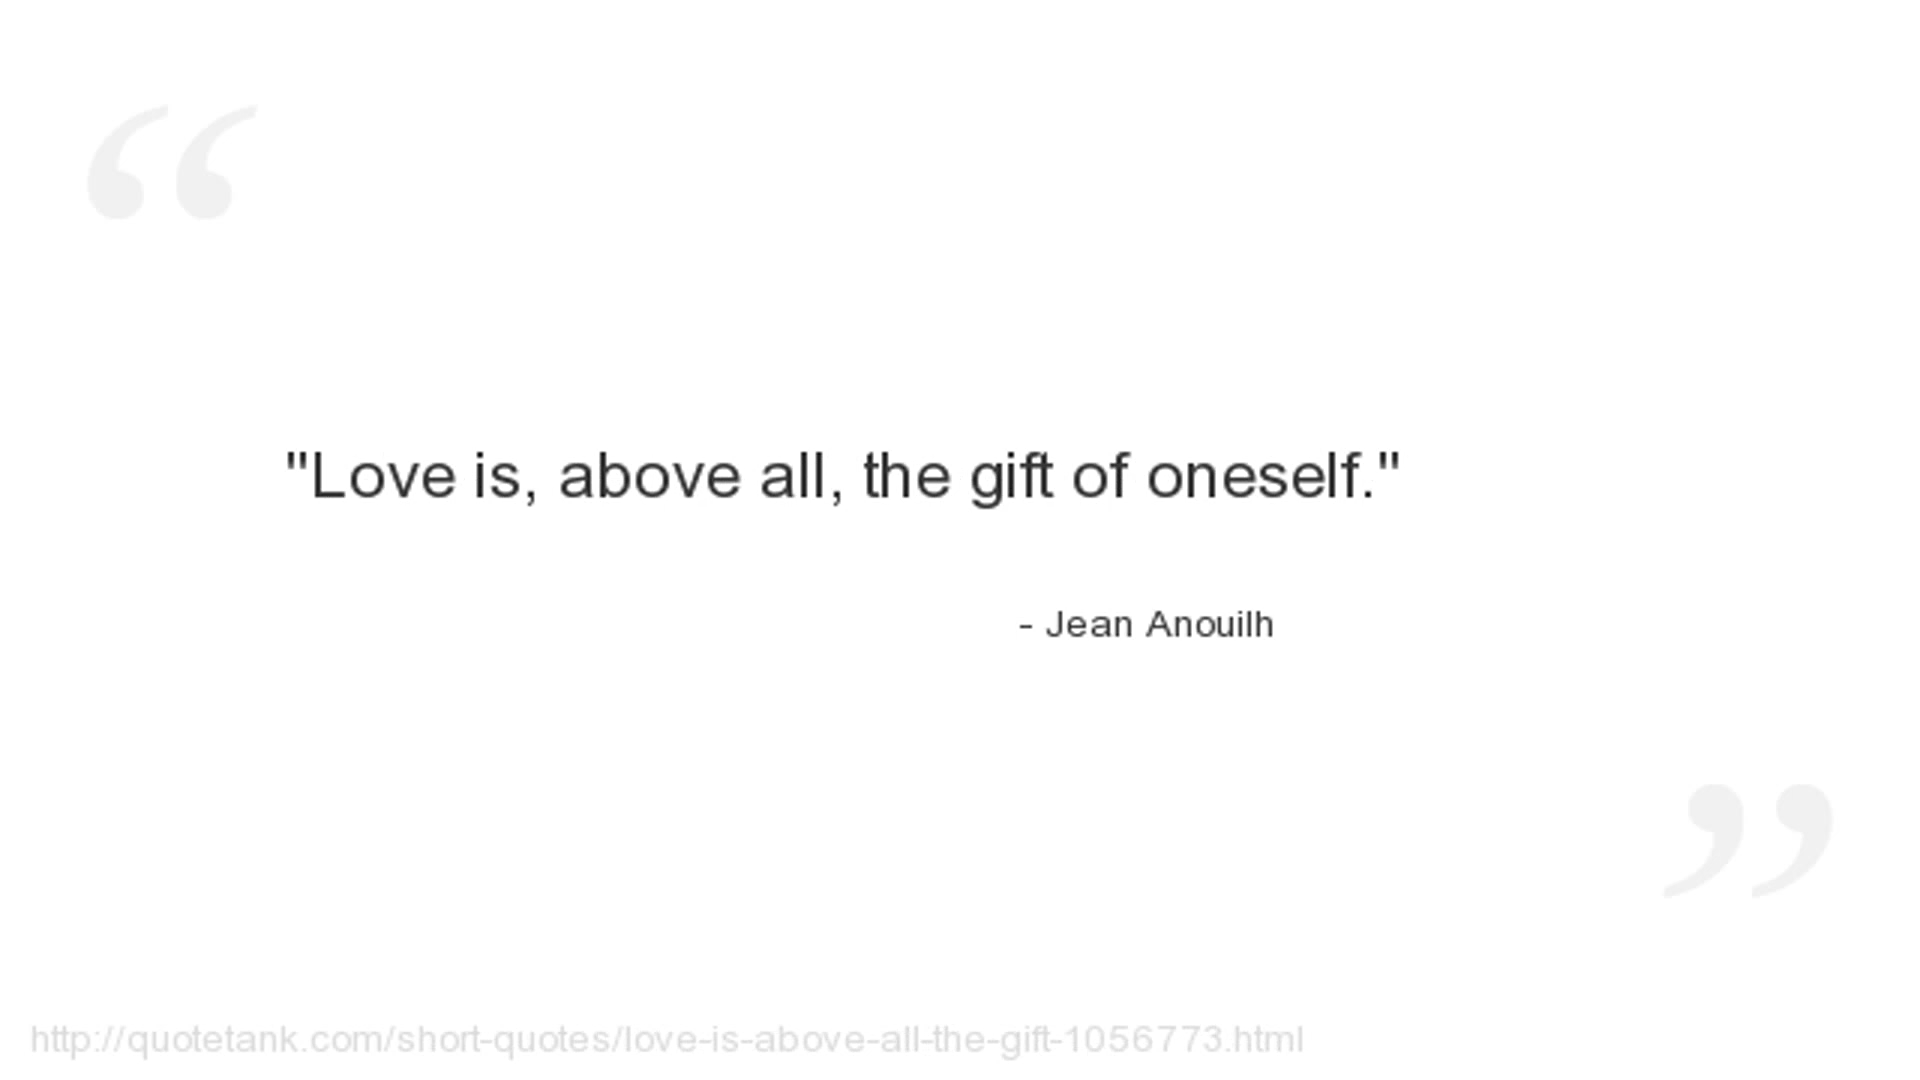 "Love is, above all, the gift of oneself."
- Jean Anouilh
http://quotetank.com/short-quotes/love-is-above-all-the-gift-1056773.html